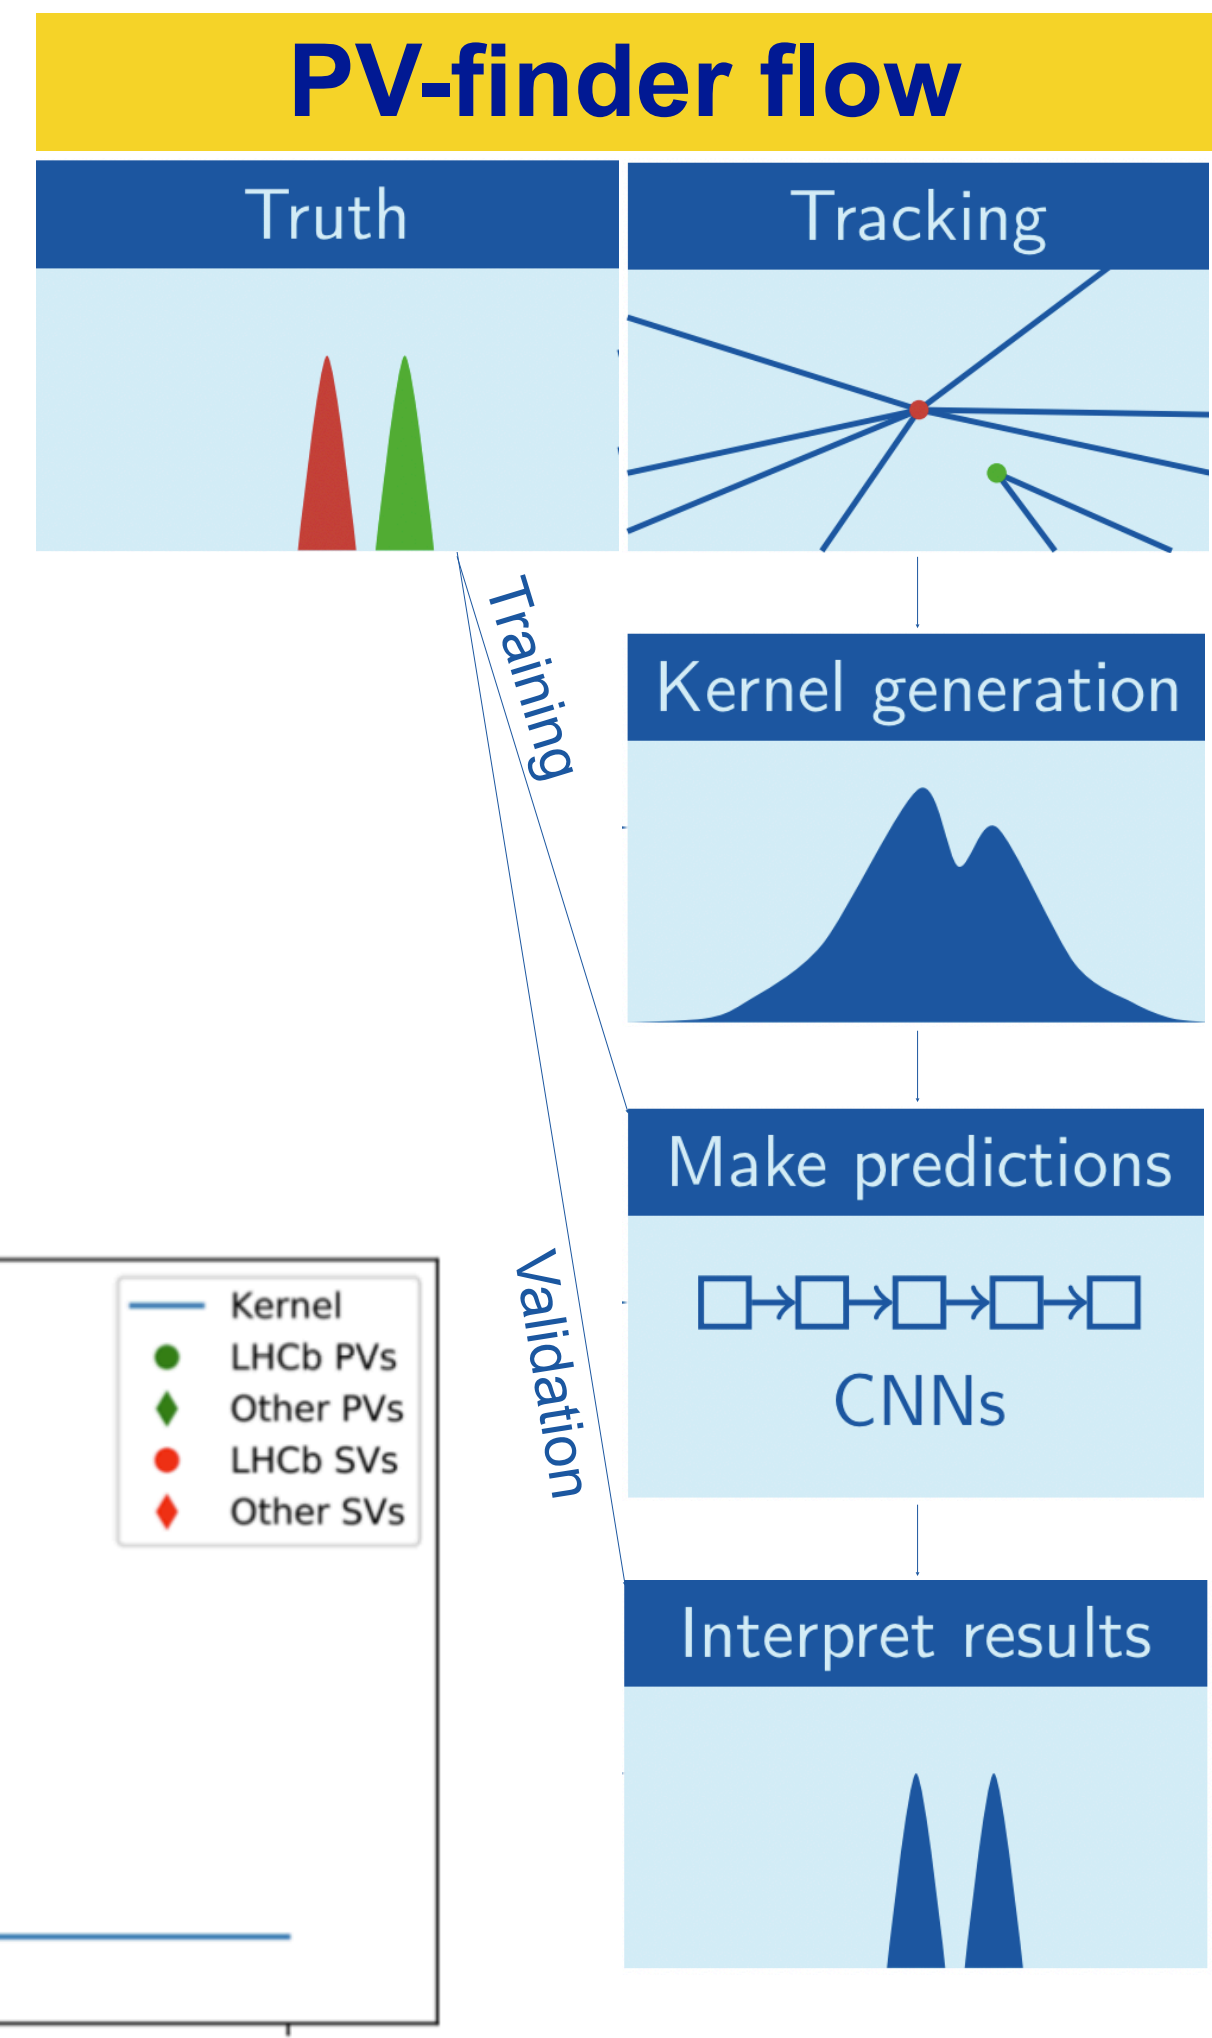 PV-finder flow
Truth
Tracking
Training
Kernel generation
Make predictions
CNNs
Validation
Kernel
LHCb PVs
Other PVs
LHCb SVs
Other SVs
Interpret results